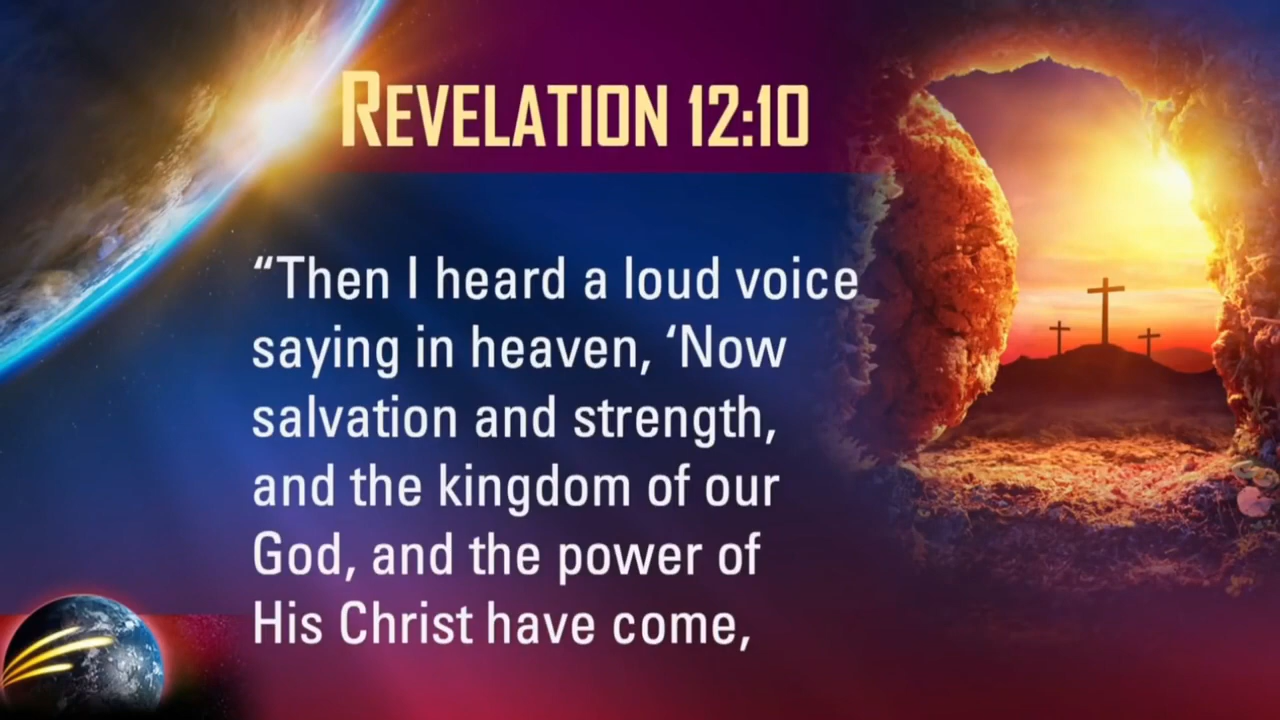 REVELATION 12:10
“Then I heard a loud voice
saying in heaven, ‘Now
salvation and strength,
and the kingdom of our
God, and the power of
His Christ have come,